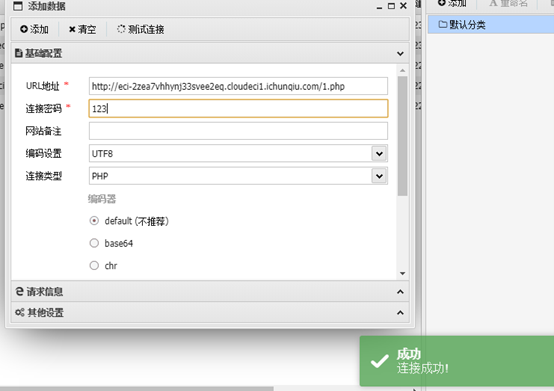 添加数据
添加 清空 测试连接
基础配置
URL地址 * http://eci-2zea7vhhynj33svee2eq.cloudeci1.ichunqiu.com/1.php
连接密码 * 123
网站备注
编码设置 UTF8
连接类型 PHP
编码器
default (不推荐)
base64
chr
请求信息
其他设置
添加 A 重命名
默认分类
成功
连接成功!